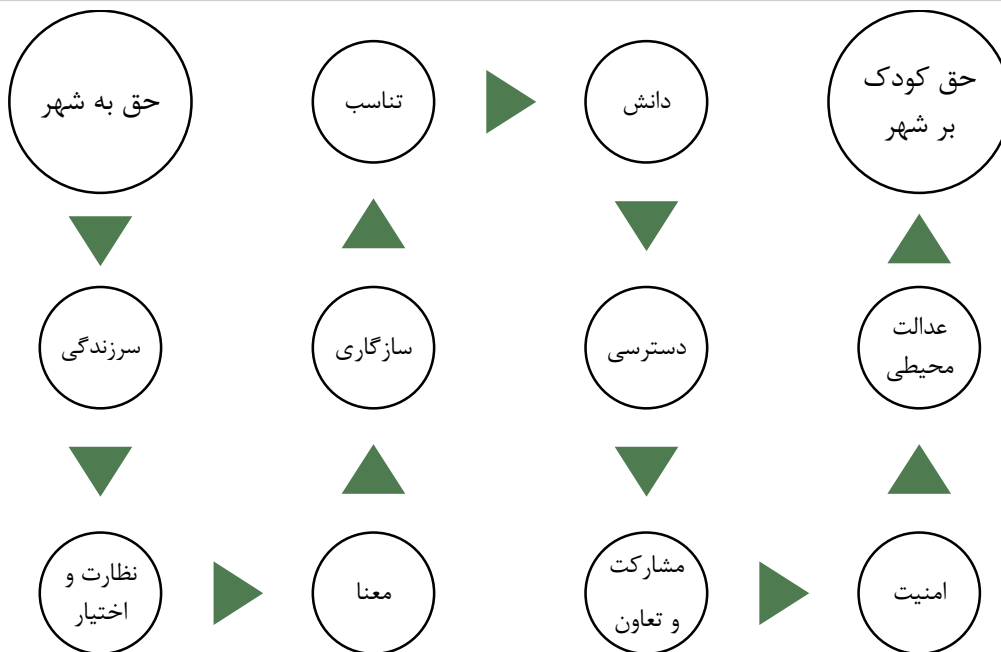 حق به شهر
سرزندگی
نظارت و
اختیار
معنا
سازگاری
تناسب
دانش
دسترسی
مشارکت
و تعاون
امنیت
عدالت
محیطی
حق کودک
بر شهر